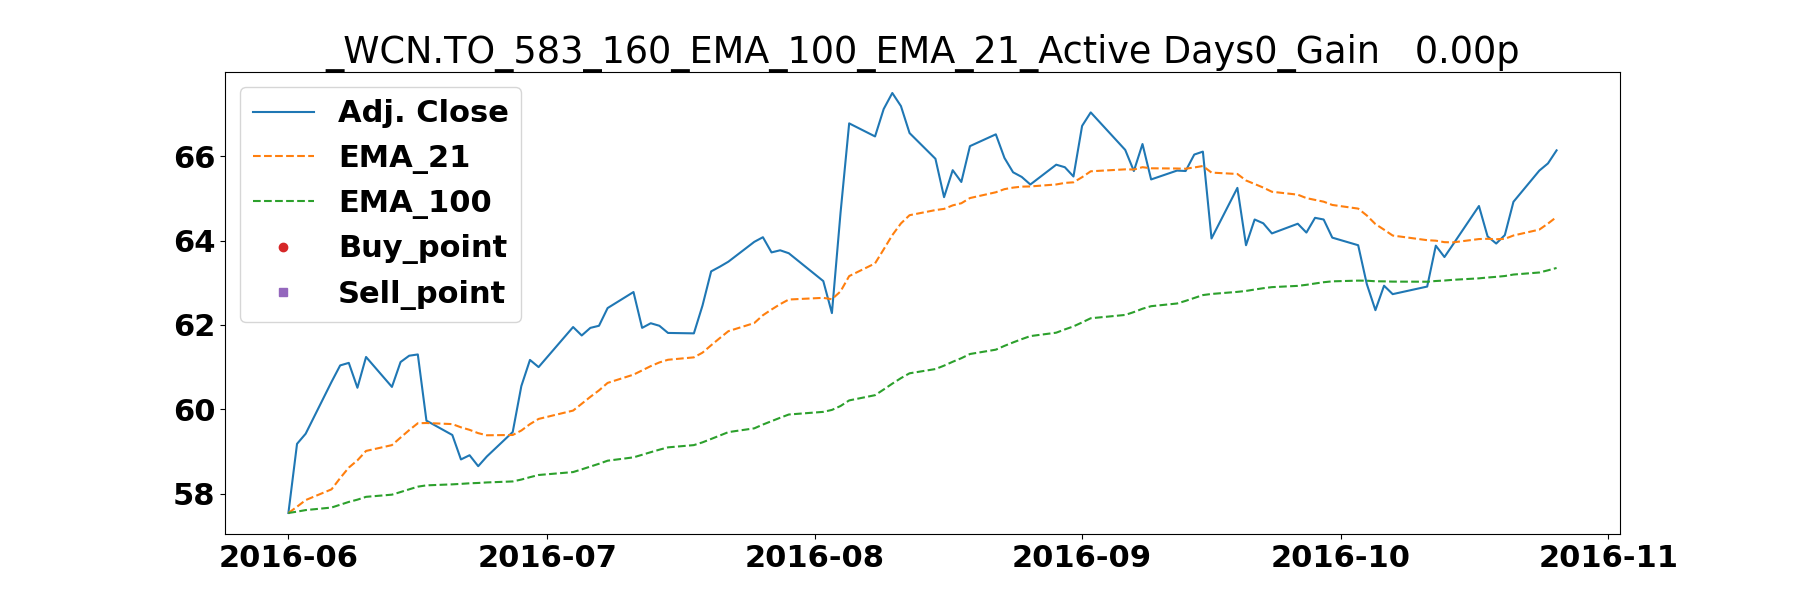 _WCN.TO_583_160_EMA_100_EMA_21_Active Days0_Gain   0.00p
Adj. Close
EMA_21
EMA_100
Buy_point
Sell_point
66
64
62
60
58
2016-06 2016-07 2016-08 2016-09 2016-10 2016-11